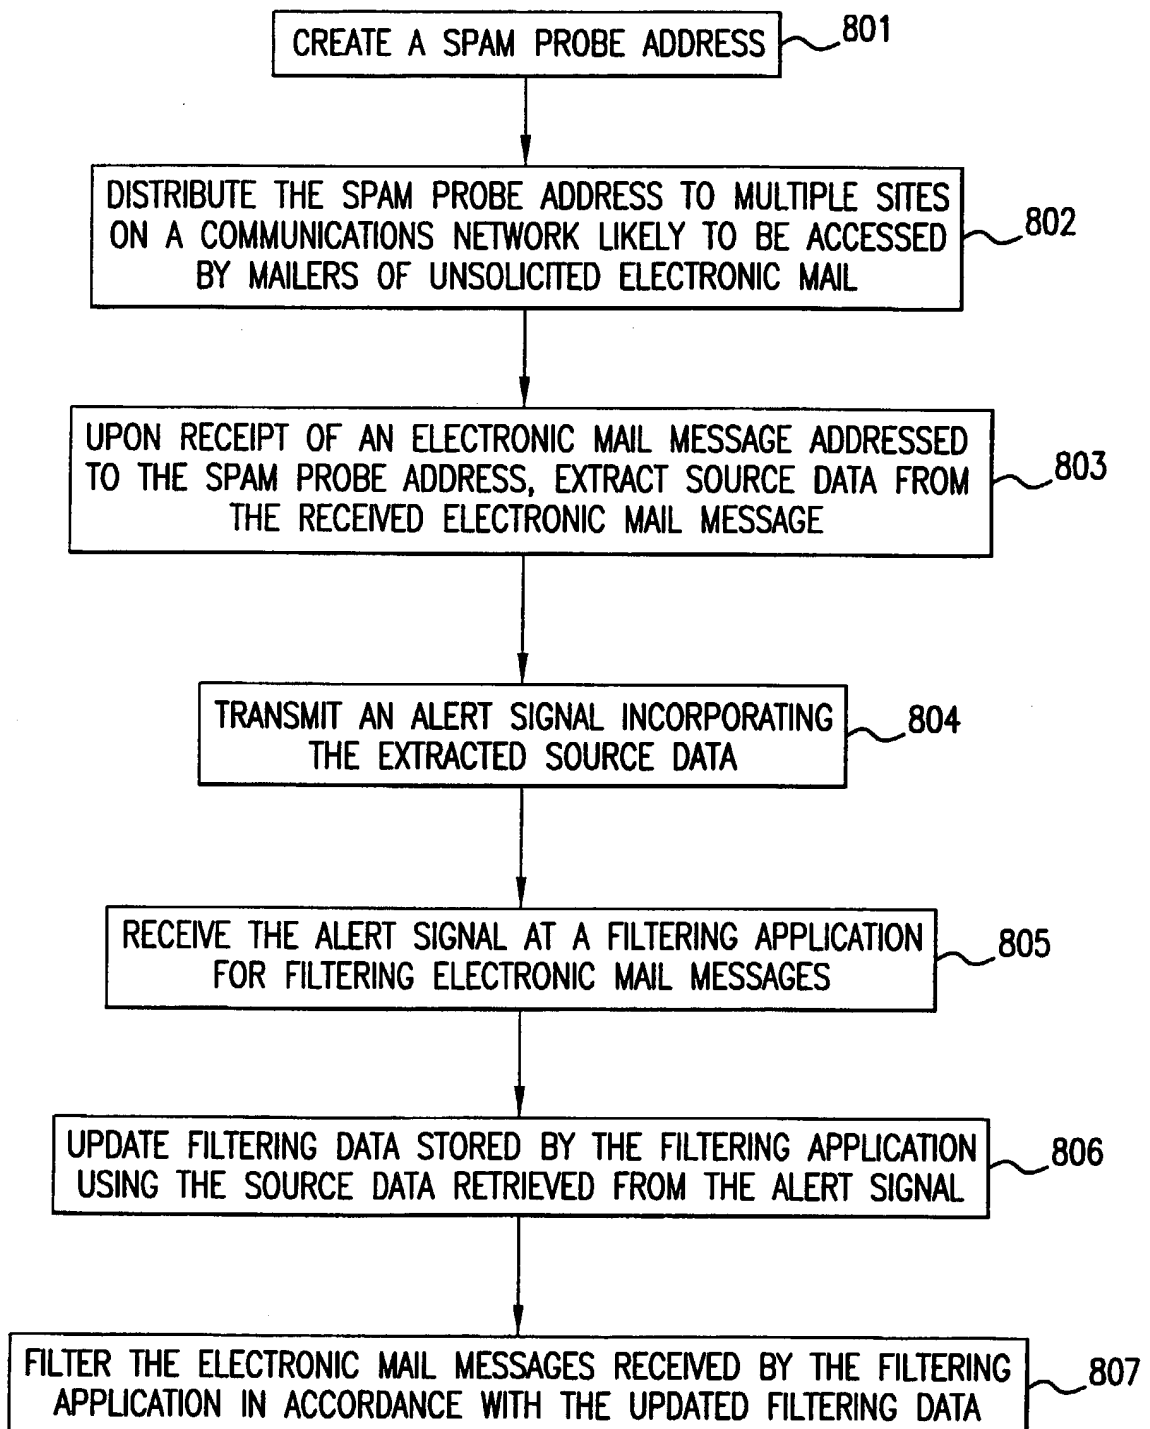 CREATE A SPAM PROBE ADDRESS
801
DISTRIBUTE THE SPAM PROBE ADDRESS TO MULTIPLE SITES
ON A COMMUNICATIONS NETWORK LIKELY TO BE ACCESSED
BY MAILERS OF UNSOLICITED ELECTRONIC MAIL
802
UPON RECEIPT OF AN ELECTRONIC MAIL MESSAGE ADDRESSED
TO THE SPAM PROBE ADDRESS, EXTRACT SOURCE DATA FROM
THE RECEIVED ELECTRONIC MAIL MESSAGE
803
TRANSMIT AN ALERT SIGNAL INCORPORATING
THE EXTRACTED SOURCE DATA
804
RECEIVE THE ALERT SIGNAL AT A FILTERING APPLICATION
FOR FILTERING ELECTRONIC MAIL MESSAGES
805
UPDATE FILTERING DATA STORED BY THE FILTERING APPLICATION
USING THE SOURCE DATA RETRIEVED FROM THE ALERT SIGNAL
806
FILTER THE ELECTRONIC MAIL MESSAGES RECEIVED BY THE FILTERING
APPLICATION IN ACCORDANCE WITH THE UPDATED FILTERING DATA
807